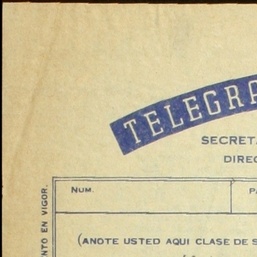 TELEGRA
SECRET
DIREC
NUM.
P
(ANOTE USTED AQUI CLASE DE S
NTO EN VIGOR.